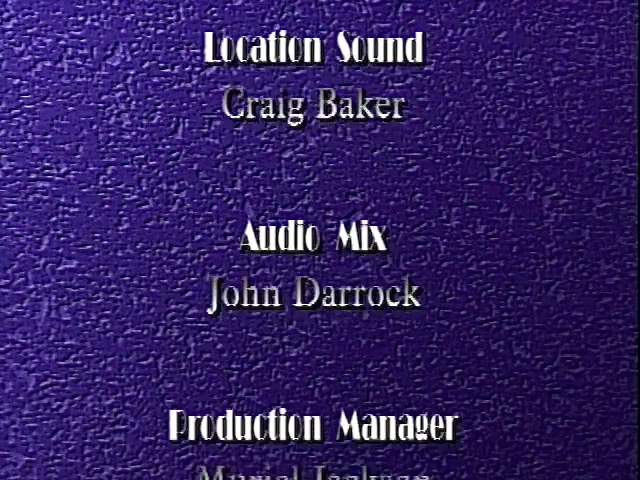 Location Sound
Craig Baker
Audio Mix
John Darrock
Production Manager